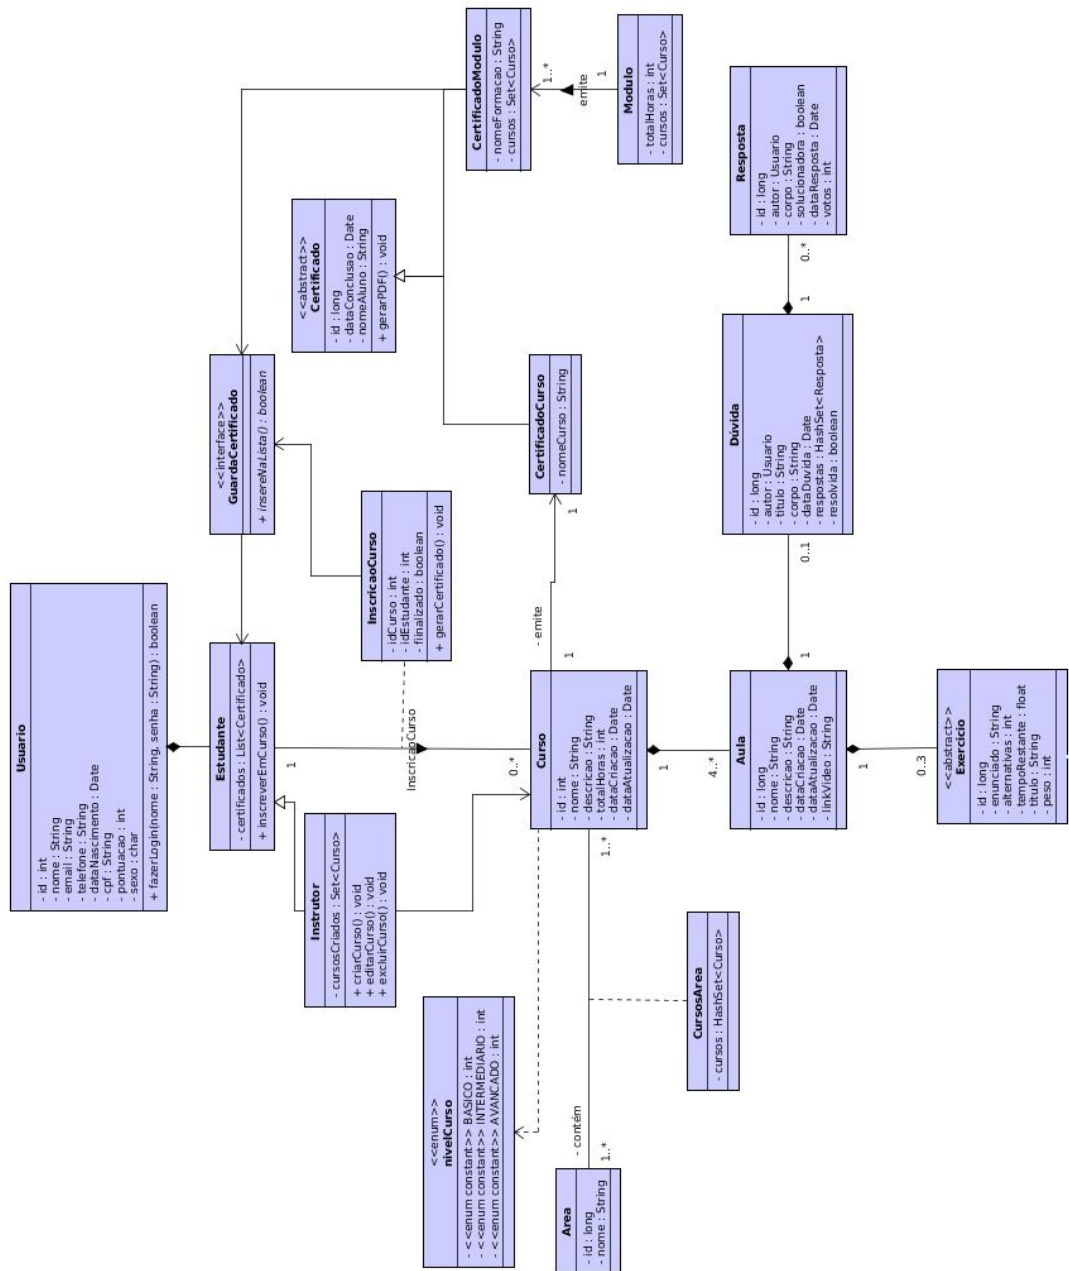 Usuario
- id : int
- nome : String
- email : String
- telefone : String
- dataNascimento : Date
- cpf : String
- pontuacao : int
- sexo : char
+ fazerLogin(nome : String, senha : String) : boolean
<<interface>>
GuardaCertificado
+ insereNaLista() : boolean
Estudante
- certificados : List<Certificado>
+ inscreverEmCurso() : void
1
0..*
InscricaoCurso
<<abstract>>
Certificado
- id : long
- dataConclusao : Date
- nomeAluno : String
+ gerarPDF() : void
CertificadoModulo
- nomeFormacao : String
- cursos : Set<Curso>
1..*
emite
1
Modulo
- totalHoras : int
- cursos : Set<Curso>
InscricaoCurso
- idCurso : int
- idEstudante : int
- fiinalizado : boolean
+ gerarCertificado() : void
Instrutor
- cursosCriados : Set<Curso>
+ criarCurso() : void
+ editarCurso() : void
+ excluirCurso() : void
CertificadoCurso
- nomeCurso : String
1
- emite
1
<<enum>>
nivelCurso
- <<enum constant>> BASICO : int
- <<enum constant>> INTERMEDIARIO : int
- <<enum constant>> AVANCADO : int
Curso
- id : int
- nome : String
- descricao : String
- totalHoras : int
- dataCriacao : Date
- dataAtualizacao : Date
1..*
- contém
1..*
Area
- id : long
- nome : String
CursosArea
- cursos : HashSet<Curso>
1
4..*
Aula
- id : long
- nome : String
- descricao : String
- dataCriacao : Date
- dataAtualizacao : Date
- linkVideo : String
1
0..1
Dúvida
- id : long
- autor : Usuario
- titulo : String
- corpo : String
- dataDuvida : Date
- respostas : HashSet<Resposta>
- resolvida : boolean
1
0..*
Resposta
- id : long
- autor : Usuario
- corpo : String
- solucionadora : boolean
- dataResposta : Date
- votos : int
1
0..3
<<abstract>>
Exercicio
- id : long
- enunciado : String
- alternativas : int
- tempoRestante : float
- titulo : String
- peso : int